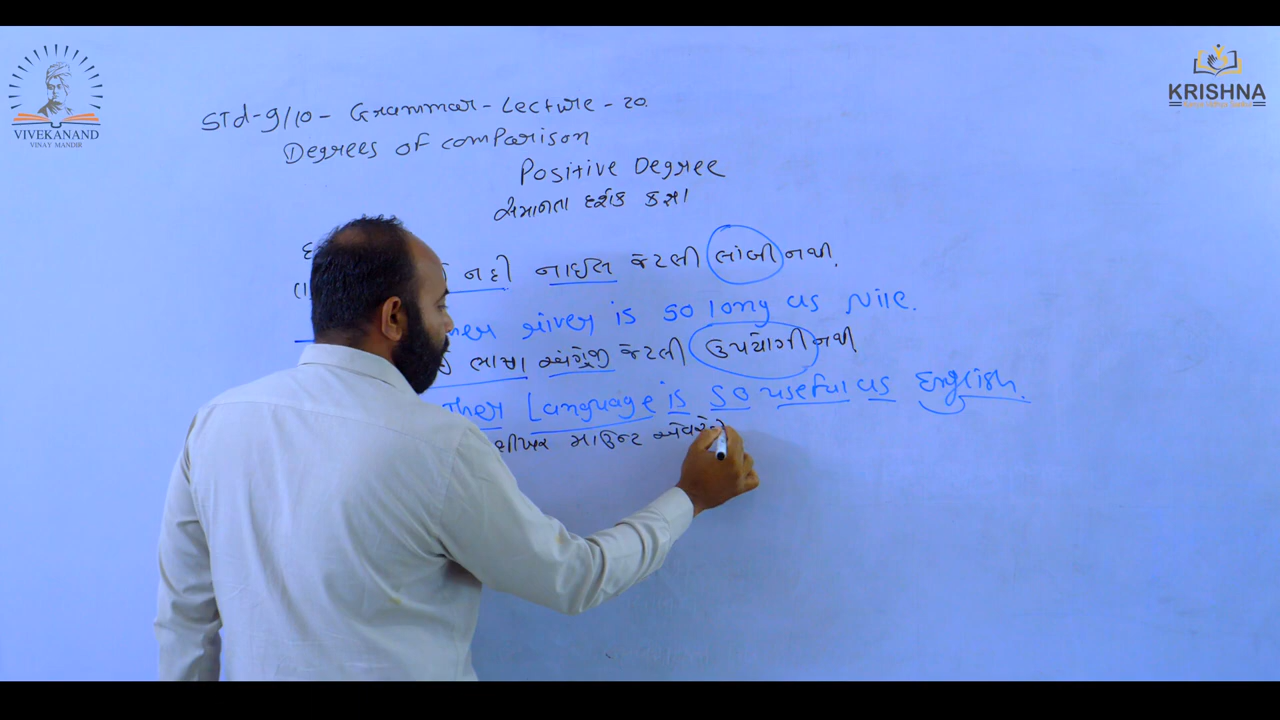 VIVEKANAND
VINAY MANDIR
KRISHNA
STd-9/10 - Grammar - Lecture - 20.
Degrees of comparison
Positive Degree
સમાનતા દર્શક કક્ષા
(1) નદી નાઈલ જેટલી લાંબી નથી.
river is so long as Nile.
ભાષા અંગ્રેજી જેટલી ઉપયોગી નથી
Language is so useful as English.
શીખર માઉન્ટ